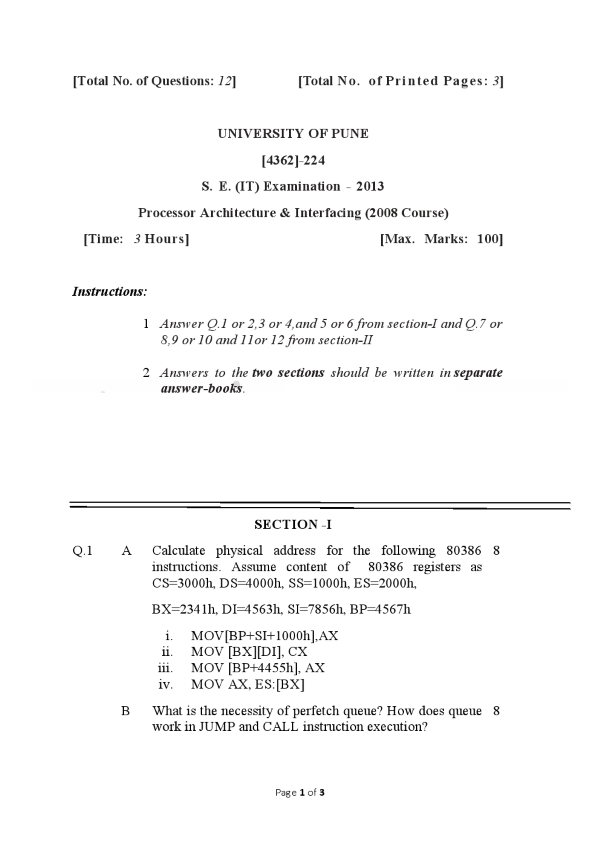 [Total No. of Questions: 12] [Total No. of Printed Pages: 3]
UNIVERSITY OF PUNE
[4362]-224
S. E. (IT) Examination - 2013
Processor Architecture & Interfacing (2008 Course)
[Time: 3 Hours] [Max. Marks: 100]
Instructions:
1 Answer Q.1 or 2,3 or 4,and 5 or 6 from section-I and Q.7 or
8,9 or 10 and 11or 12 from section-II
2 Answers to the two sections should be written in separate
answer-books.
SECTION -I
Q.1 A Calculate physical address for the following 80386 8
instructions. Assume content of 80386 registers as
CS=3000h, DS=4000h, SS=1000h, ES=2000h,
BX=2341h, DI=4563h, SI=7856h, BP=4567h
i. MOV[BP+SI+1000h],AX
ii. MOV [BX][DI], CX
iii. MOV [BP+4455h], AX
iv. MOV AX, ES:[BX]
B What is the necessity of perfetch queue? How does queue 8
work in JUMP and CALL instruction execution?
Page 1 of 3